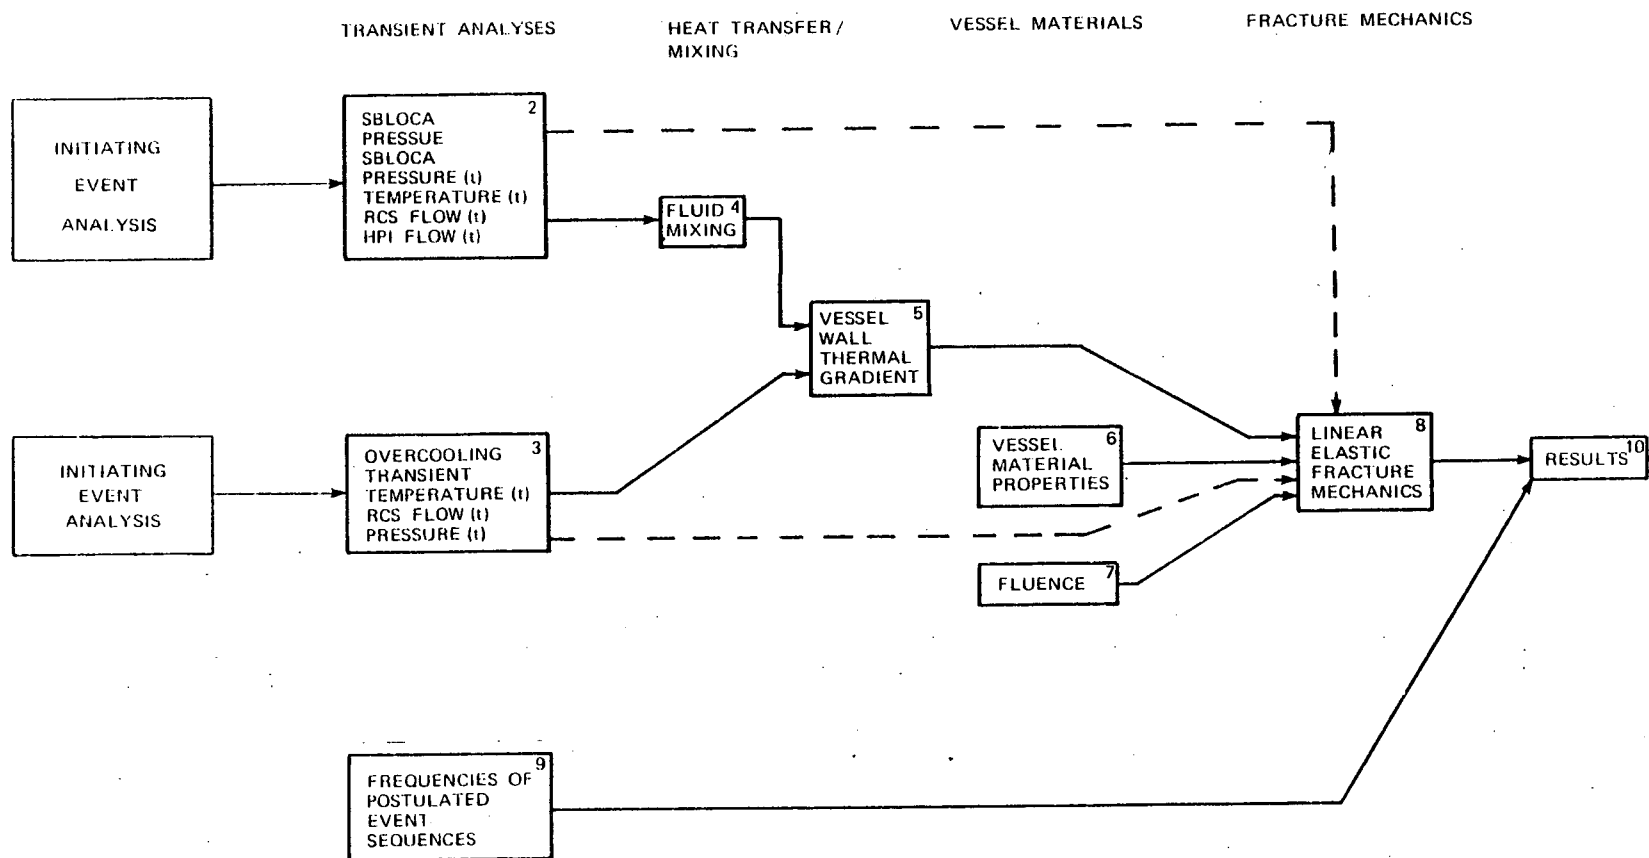 TRANSIENT ANALYSES
HEAT TRANSFER/
MIXING
VESSEL MATERIALS
FRACTURE MECHANICS
INITIATING
EVENT
ANALYSIS
2
SBLOCA
PRESSUE
SBLOCA
PRESSURE (t)
TEMPERATURE (t)
RCS FLOW (t)
HPI FLOW (t)
FLUID 4
MIXING
VESSEL 5
WALL
THERMAL
GRADIENT
INITIATING
EVENT
ANALYSIS
3
OVERCOOLING
TRANSIENT
TEMPERATURE (t)
RCS FLOW (t)
PRESSURE (t)
6
VESSEL
MATERIAL
PROPERTIES
7
FLUENCE
8
LINEAR
ELASTIC
FRACTURE
MECHANICS
RESULTS 10
9
FREQUENCIES OF
POSTULATED
EVENT
SEQUENCES